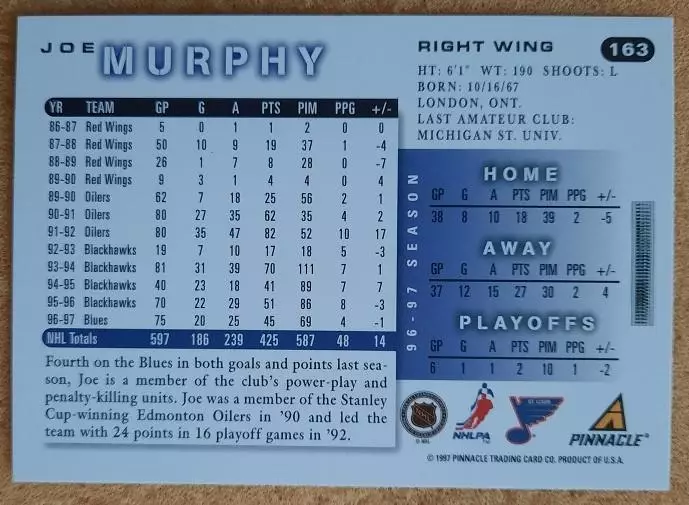 JOE MURPHY
RIGHT WING 163
HT: 6'1" WT: 190 SHOOTS: L
BORN: 10/16/67
LONDON, ONT.
LAST AMATEUR CLUB:
MICHIGAN ST. UNIV.
YR TEAM GP G A PTS PIM PPG +/-
86-87 Red Wings 5 0 1 1 2 0 0
87-88 Red Wings 50 10 9 19 37 1 -4
88-89 Red Wings 26 1 7 8 28 0 -7
89-90 Red Wings 9 3 1 4 4 0 4
89-90 Oilers 62 7 18 25 56 2 1
90-91 Oilers 80 27 35 62 35 4 2
91-92 Oilers 80 35 47 82 52 10 17
92-93 Blackhawks 19 7 10 17 18 5 -3
93-94 Blackhawks 81 31 39 70 111 7 1
94-95 Blackhawks 40 23 18 41 89 7 7
95-96 Blackhawks 70 22 29 51 86 8 -3
96-97 Blues 75 20 25 45 69 4 -1
NHL Totals 597 186 239 425 587 48 14
Fourth on the Blues in both goals and points last sea-
son, Joe is a member of the club's power-play and
penalty-killing units. Joe was a member of the Stanley
Cup-winning Edmonton Oilers in '90 and led the
team with 24 points in 16 playoff games in '92.
96-97 SEASON
HOME
GP G A PTS PIM PPG +/-
38 8 10 18 39 2 -5
AWAY
GP G A PTS PIM PPG +/-
37 12 15 27 30 2 4
PLAYOFFS
GP G A PTS PIM PPG +/-
6 1 1 2 10 1 -2
NHL
© NHL
NHLPA
ST. LOUIS
PINNACLE
© 1997 PINNACLE TRADING CARD CO. PRODUCT OF U.S.A.